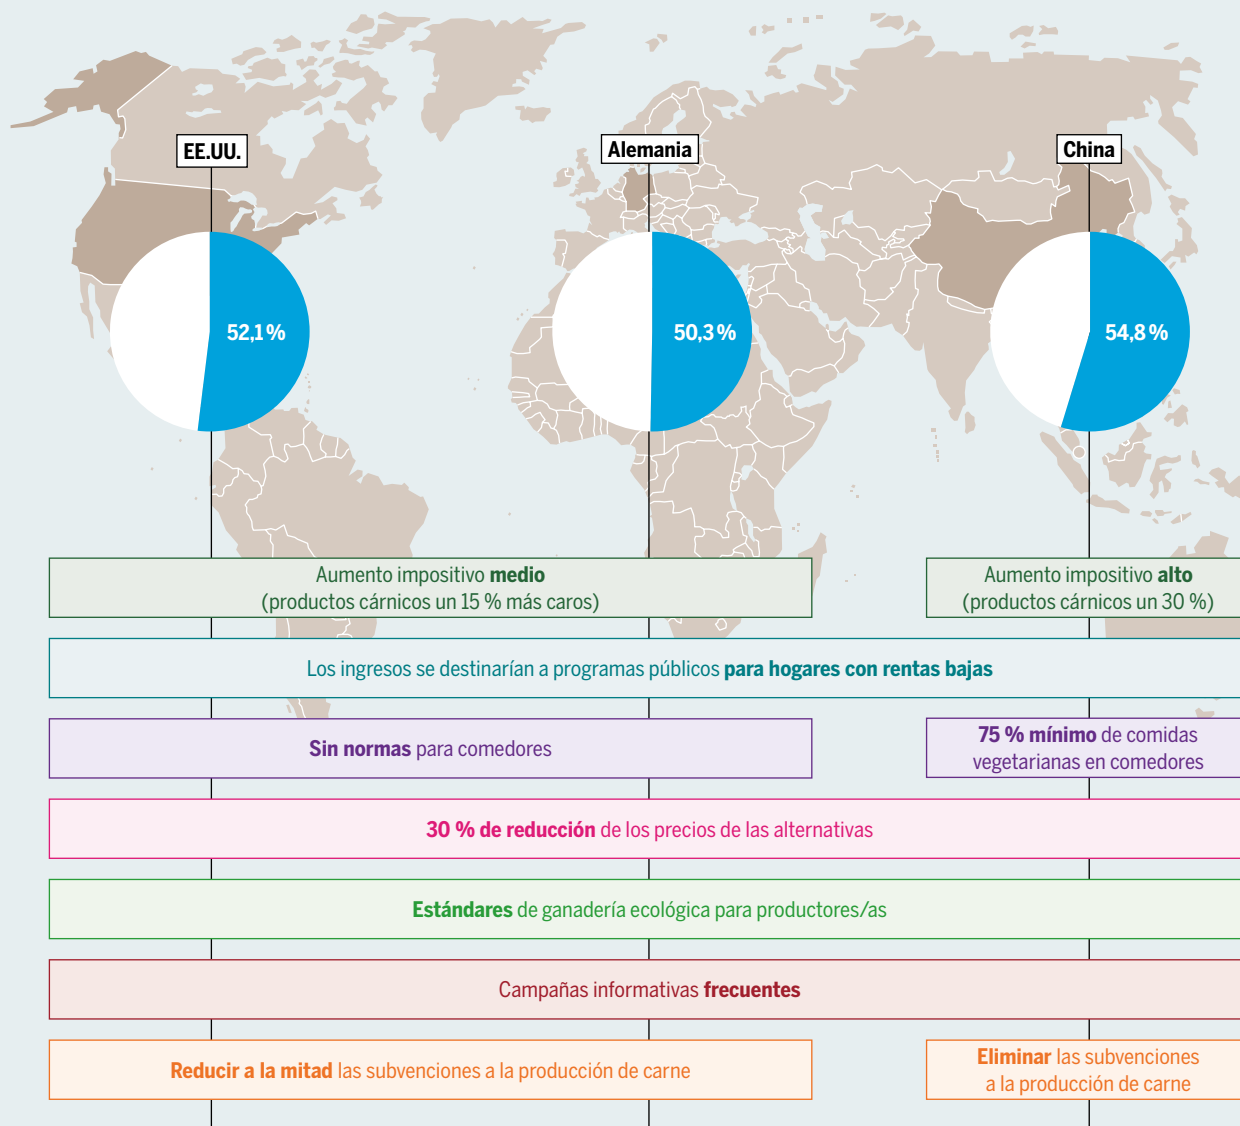 EE.UU.
Alemania
China
52,1 %
50,3 %
54,8 %
Aumento impositivo medio
(productos cárnicos un 15 % más caros)
Aumento impositivo alto
(productos cárnicos un 30 %)
Los ingresos se destinarían a programas públicos para hogares con rentas bajas
Sin normas para comedores
75 % mínimo de comidas
vegetarianas en comedores
30 % de reducción de los precios de las alternativas
Estándares de ganadería ecológica para productores/as
Campañas informativas frecuentes
Reducir a la mitad las subvenciones a la producción de carne
Eliminar las subvenciones
a la producción de carne